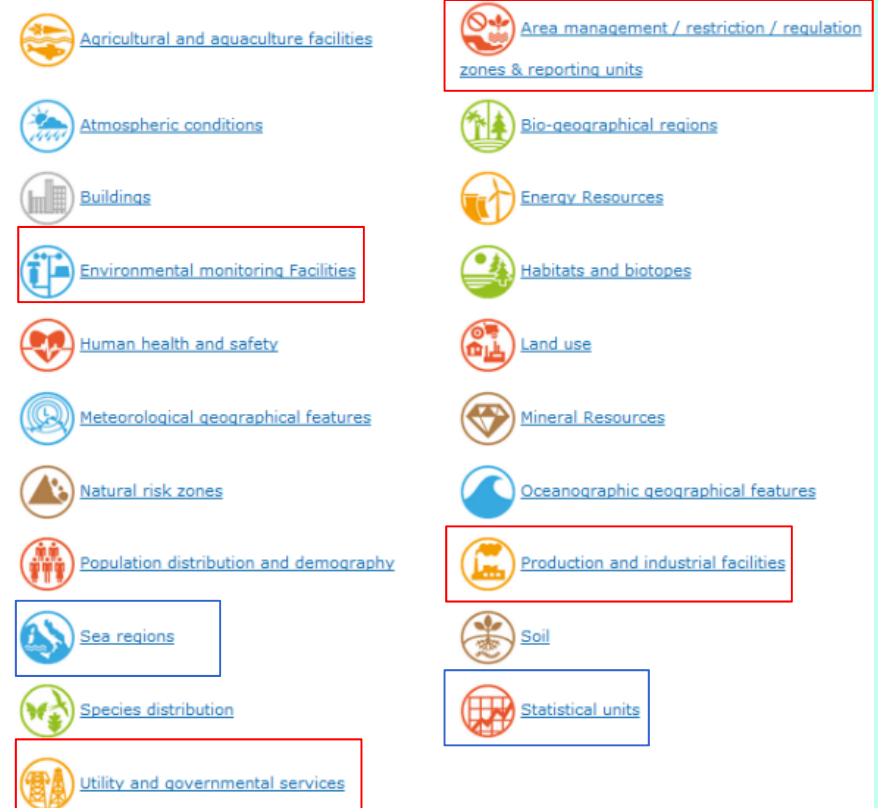 Agricultural and aquaculture facilities
Area management / restriction / regulation
zones & reporting units
Atmospheric conditions
Bio-geographical regions
Buildings
Energy Resources
Environmental monitoring Facilities
Habitats and biotopes
Human health and safety
Land use
Meteorological geographical features
Mineral Resources
Natural risk zones
Oceanographic geographical features
Population distribution and demography
Production and industrial facilities
Sea regions
Soil
Species distribution
Statistical units
Utility and governmental services